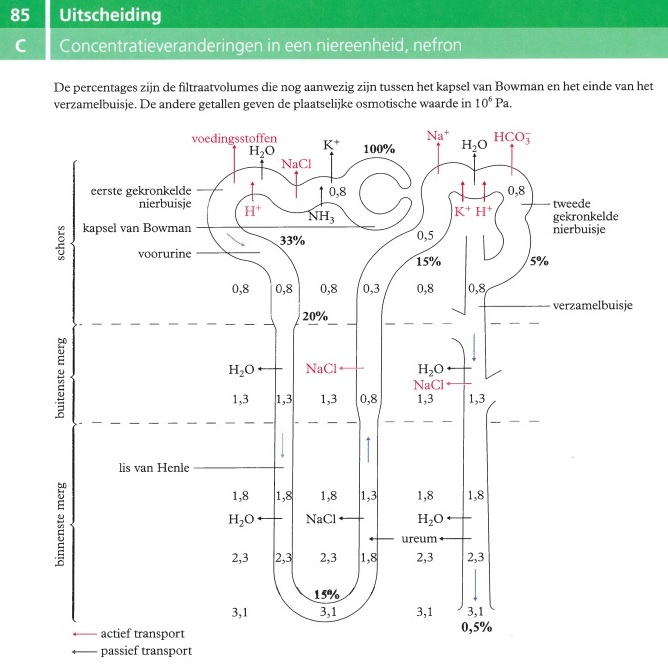 85 Uitscheiding
C Concentratieveranderingen in een niereenheid, nefron
De percentages zijn de filtraatvolumes die nog aanwezig zijn tussen het kapsel van Bowman en het einde van het
verzamelbuisje. De andere getallen geven de plaatselijke osmotische waarde in 10⁶ Pa.
voedingsstoffen
H₂O
NaCl
K⁺
100%
Na⁺
H₂O
HCO₃⁻
eerste gekronkelde
nierbuisje
H⁺
NH₃
0,8
K⁺ H⁺
0,8
tweede
gekronkelde
nierbuisje
kapsel van Bowman
33%
0,5
voorurine
15%
5%
schors
0,8 0,8 0,8 0,3 0,8 0,8
verzamelbuisje
20%
buitenste merg
H₂O NaCl H₂O
NaCl
1,3 1,3 1,3 0,8 1,3 1,3
lis van Henle
binnenste merg
1,8 1,8 1,8 1,3 1,8 1,8
H₂O NaCl H₂O
ureum
2,3 2,3 2,3 1,8 2,3 2,3
15%
3,1 3,1 3,1 3,1
0,5%
actief transport
passief transport